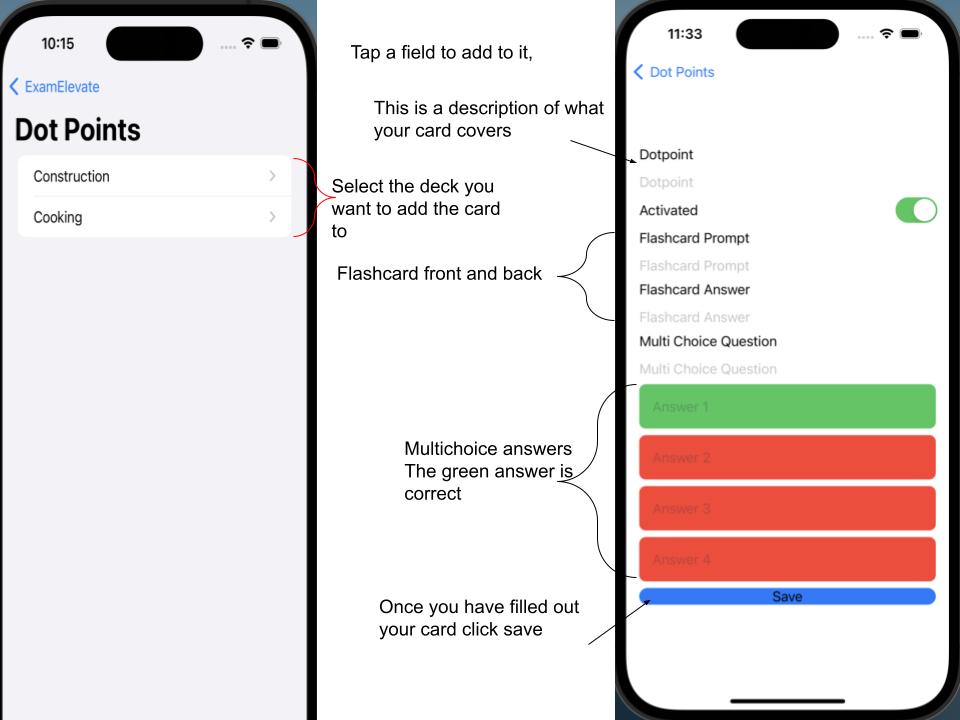 10:15
ExamElevate
Dot Points
Construction
Cooking
Tap a field to add to it,
This is a description of what
your card covers
Select the deck you
want to add the card
to
Flashcard front and back
Multichoice answers
The green answer is
correct
Once you have filled out
your card click save
11:33
Dot Points
Dotpoint
Dotpoint
Activated
Flashcard Prompt
Flashcard Prompt
Flashcard Answer
Flashcard Answer
Multi Choice Question
Multi Choice Question
Answer 1
Answer 2
Answer 3
Answer 4
Save